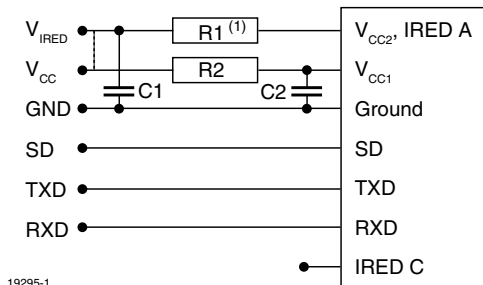 V_IRED R1 (1) V_CC2, IRED A
V_CC R2 V_CC1
C1 C2
GND Ground
SD SD
TXD TXD
RXD RXD
IRED C
19295-1